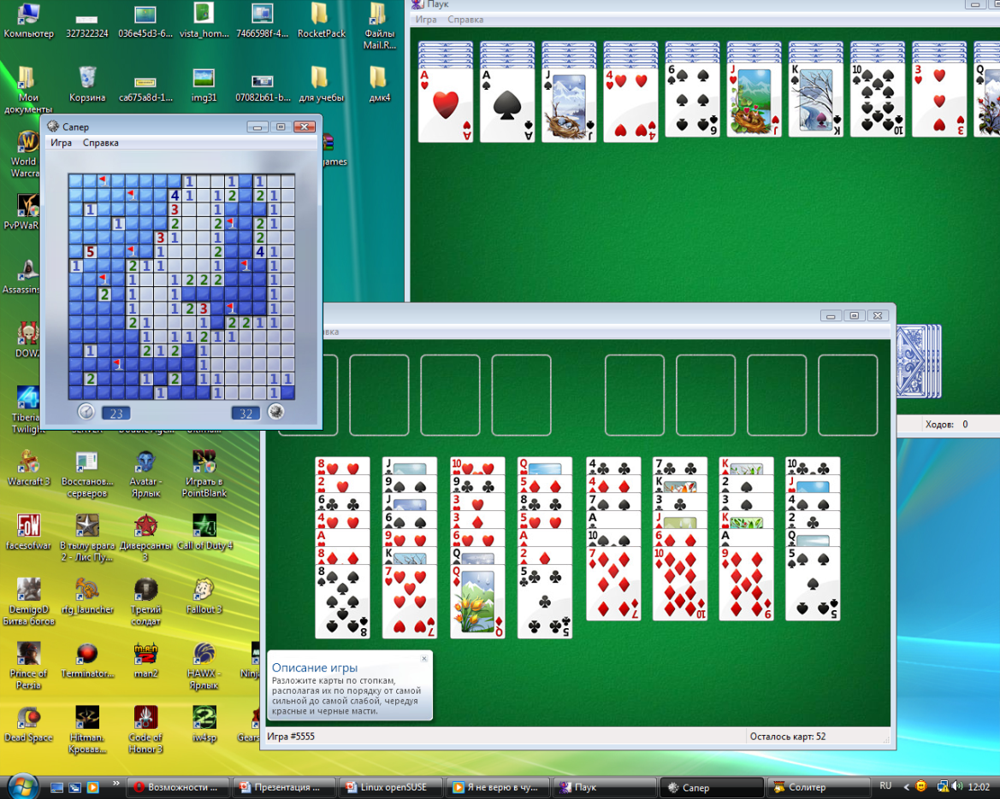 Компьютер
327322324
036e45d3-6...
vista_hom...
7466598f-4...
RocketPack
Файлы
Mail.R...
Мои
документы
Корзина
ca675a8d-1...
img31
07082b61-b...
для учебы
дмк4
World
Warcra
games
PvPWaR
Assassins
DOW2
Tiberia
Twilight
Warcraft 3
Восстанов...
серверов
Avatar -
Ярлык
Играть в
PointBlank
facesofwar
В тылу врага
2 - Лис Пу...
Диверсанты
3
Call of Duty 4
DemigoD
Битва богов
rfg_launcher
Третий
солдат
Fallout 3
Prince of
Persia
Terminator...
man2
HAWX -
Ярлык
Ninj
Dead Space
Hitman.
Кровав...
Code of
Honor 3
iw4sp
Gears
Сапер
Игра Справка
23
32
Паук
Игра Справка
Ходов: 0
Описание игры
Разложите карты по стопкам,
располагая их по порядку от самой
сильной до самой слабой, чередуя
красные и черные масти.
Игра #5555
Осталось карт: 52
Возможности ...
Презентация ...
Linux openSUSE
Я не верю в чу...
Паук
Сапер
Солитер
RU
12:02